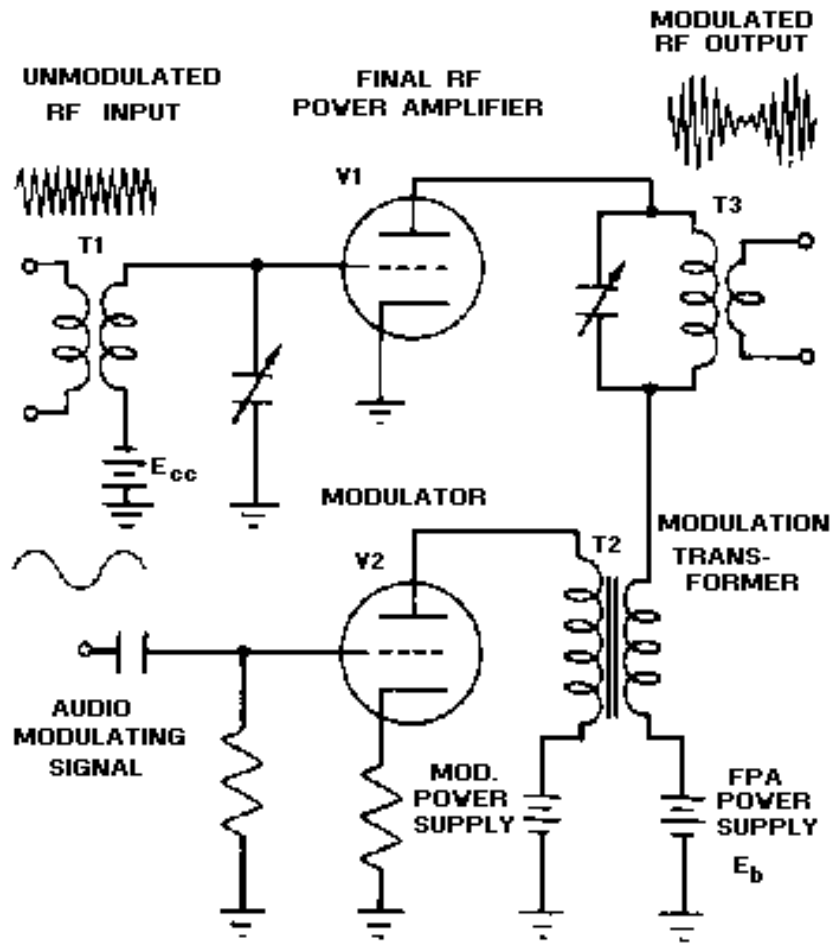 UNMODULATED
RF INPUT
FINAL RF
POWER AMPLIFIER
MODULATED
RF OUTPUT
V1
T3
T1
Ecc
MODULATOR
MODULATION
TRANS-
FORMER
T2
V2
AUDIO
MODULATING
SIGNAL
MOD.
POWER
SUPPLY
FPA
POWER
SUPPLY
Eb